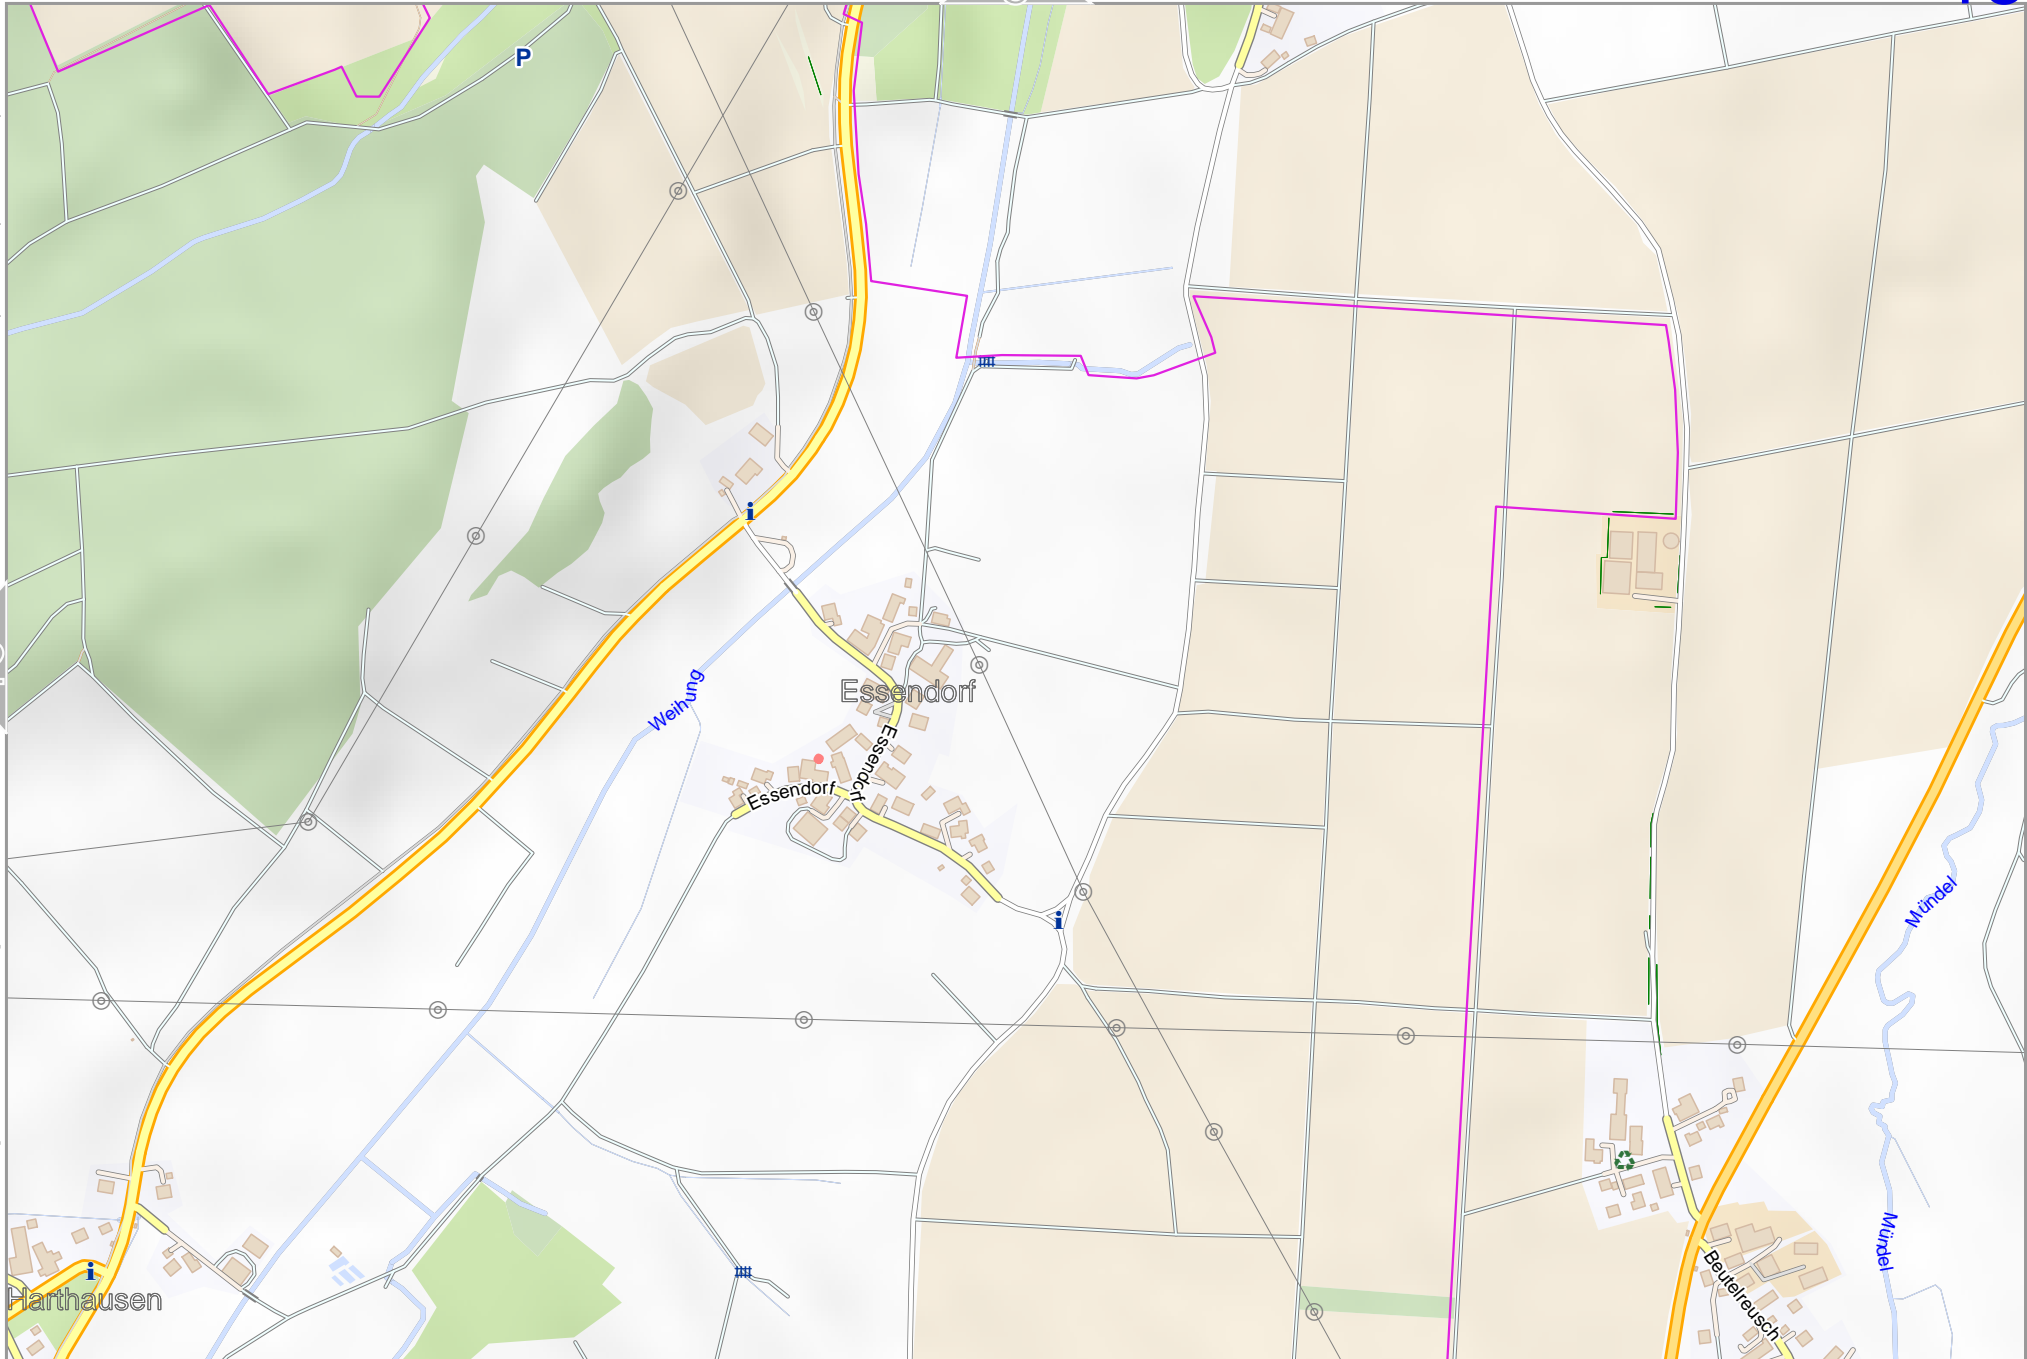 P
i
Weihung
Essendorf
Essendorf
Essendorf
i
Mündel
Mündel
i
Harthausen
Beutelreusch